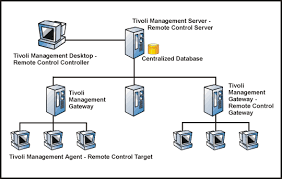 Tivoli Management Server -
Remote Control Server
Tivoli Management Desktop -
Remote Control Controller
Centralized Database
Tivoli
Management
Gateway
Tivoli
Management
Gateway -
Remote Control
Gateway
Tivoli Management Agent - Remote Control Target